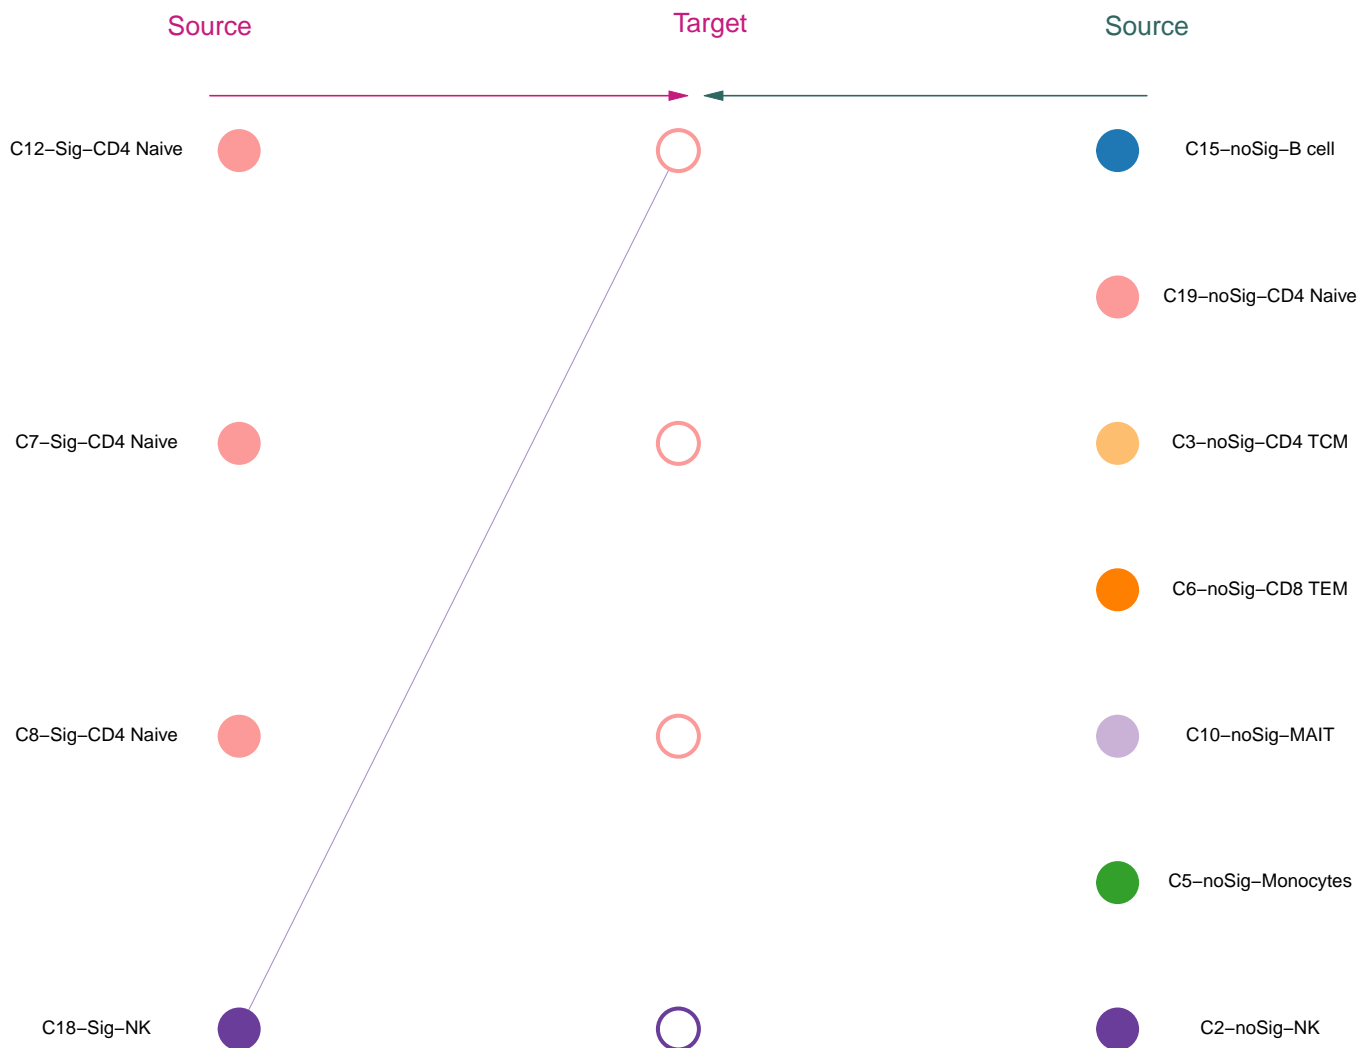 Source
Target
Source
C12–Sig–CD4 Naive
C15–noSig–B cell
C19–noSig–CD4 Naive
C7–Sig–CD4 Naive
C3–noSig–CD4 TCM
C6–noSig–CD8 TEM
C8–Sig–CD4 Naive
C10–noSig–MAIT
C5–noSig–Monocytes
C18–Sig–NK
C2–noSig–NK